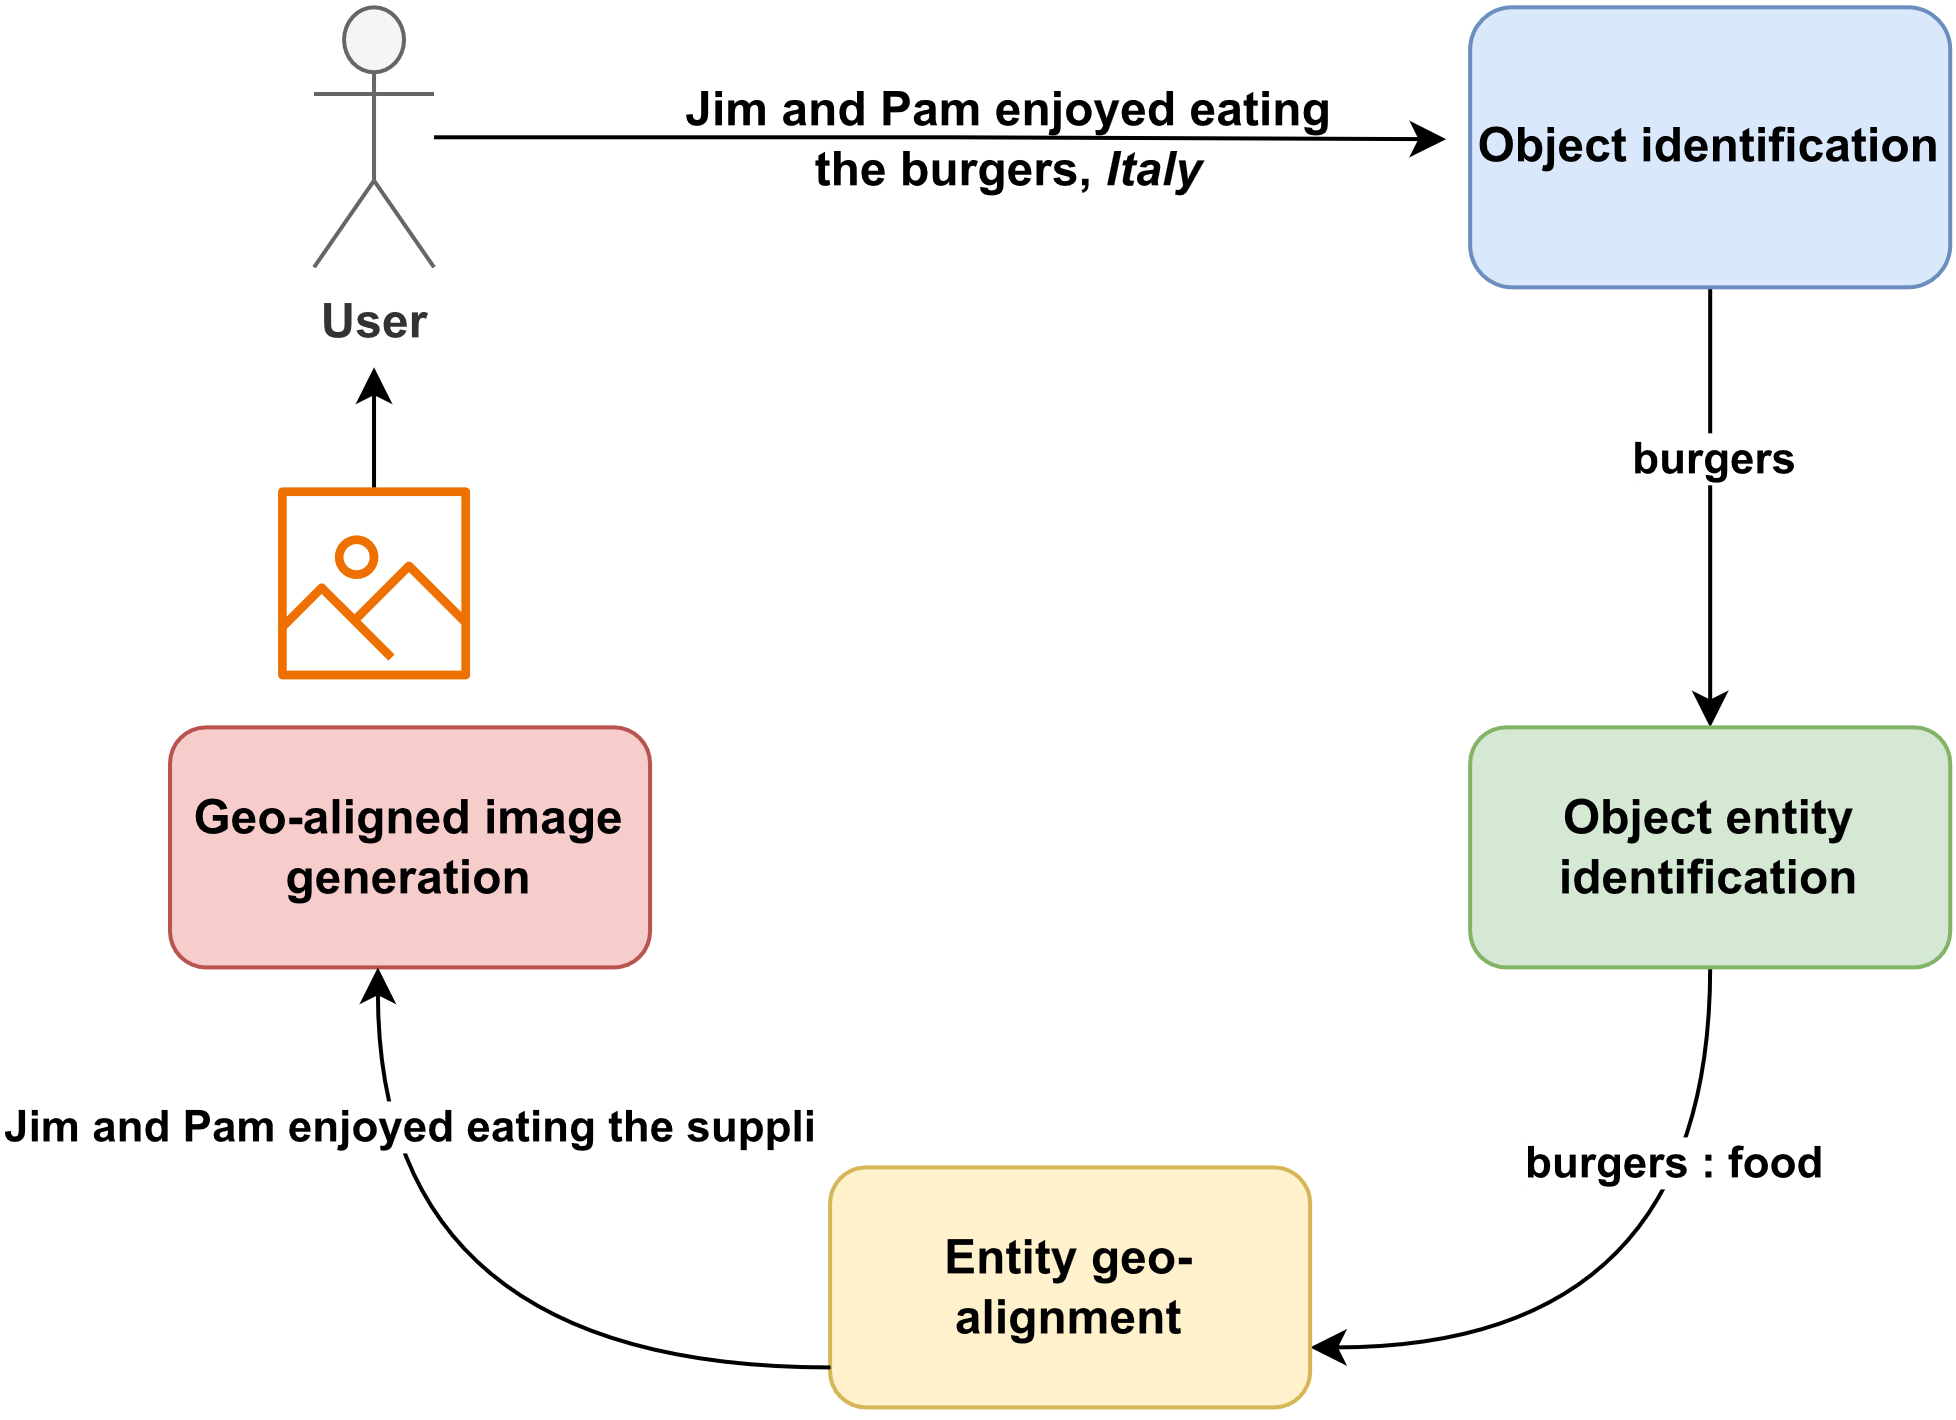 Jim and Pam enjoyed eating
the burgers, Italy
Object identification
User
burgers
Object entity
identification
burgers : food
Entity geo-
alignment
Jim and Pam enjoyed eating the suppli
Geo-aligned image
generation